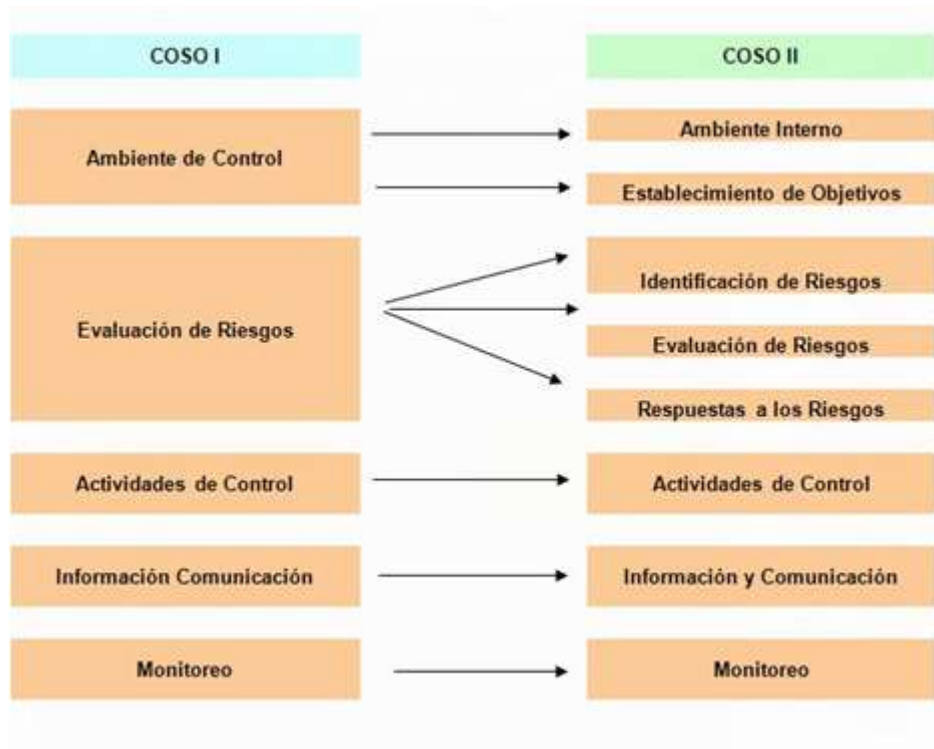 COSO I
COSO II
Ambiente de Control
Ambiente Interno
Establecimiento de Objetivos
Evaluación de Riesgos
Identificación de Riesgos
Evaluación de Riesgos
Respuestas a los Riesgos
Actividades de Control
Actividades de Control
Información Comunicación
Información y Comunicación
Monitoreo
Monitoreo